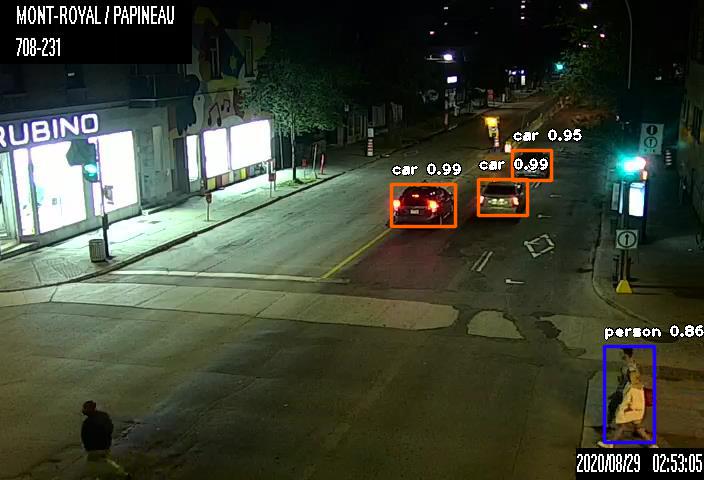 MONT-ROYAL / PAPINEAU
708-231
RUBINO
car 0.95
car 0.99
car 0.99
person 0.86
2020/08/29 02:53:05